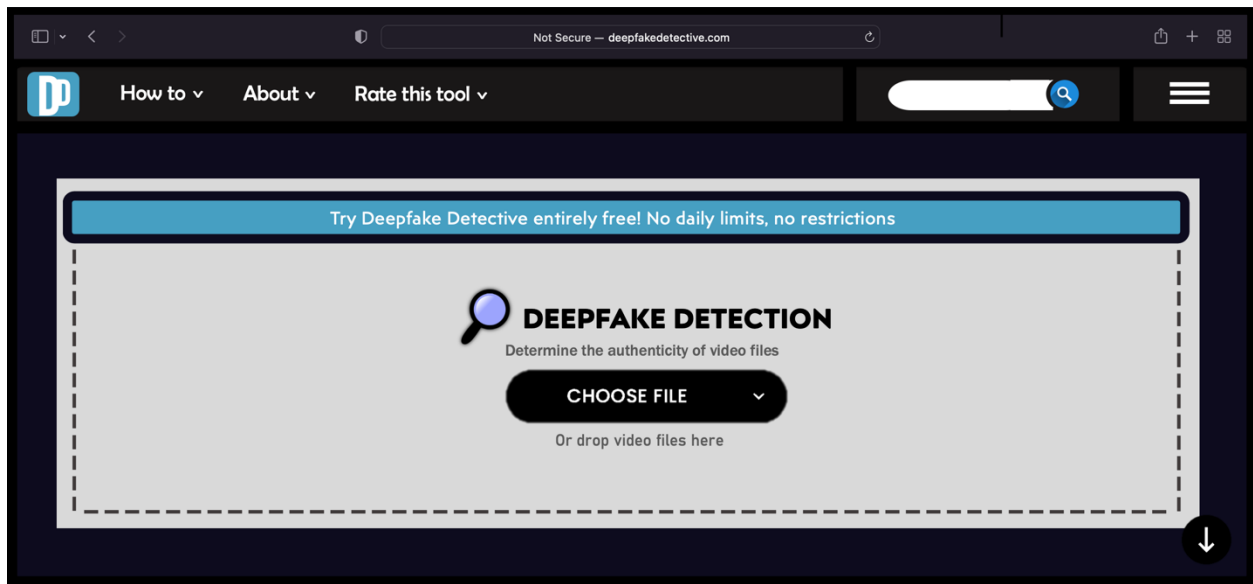 Not Secure — deepfakedetective.com
DD How to About Rate this tool
Try Deepfake Detective entirely free! No daily limits, no restrictions
DEEPFAKE DETECTION
Determine the authenticity of video files
CHOOSE FILE
Or drop video files here